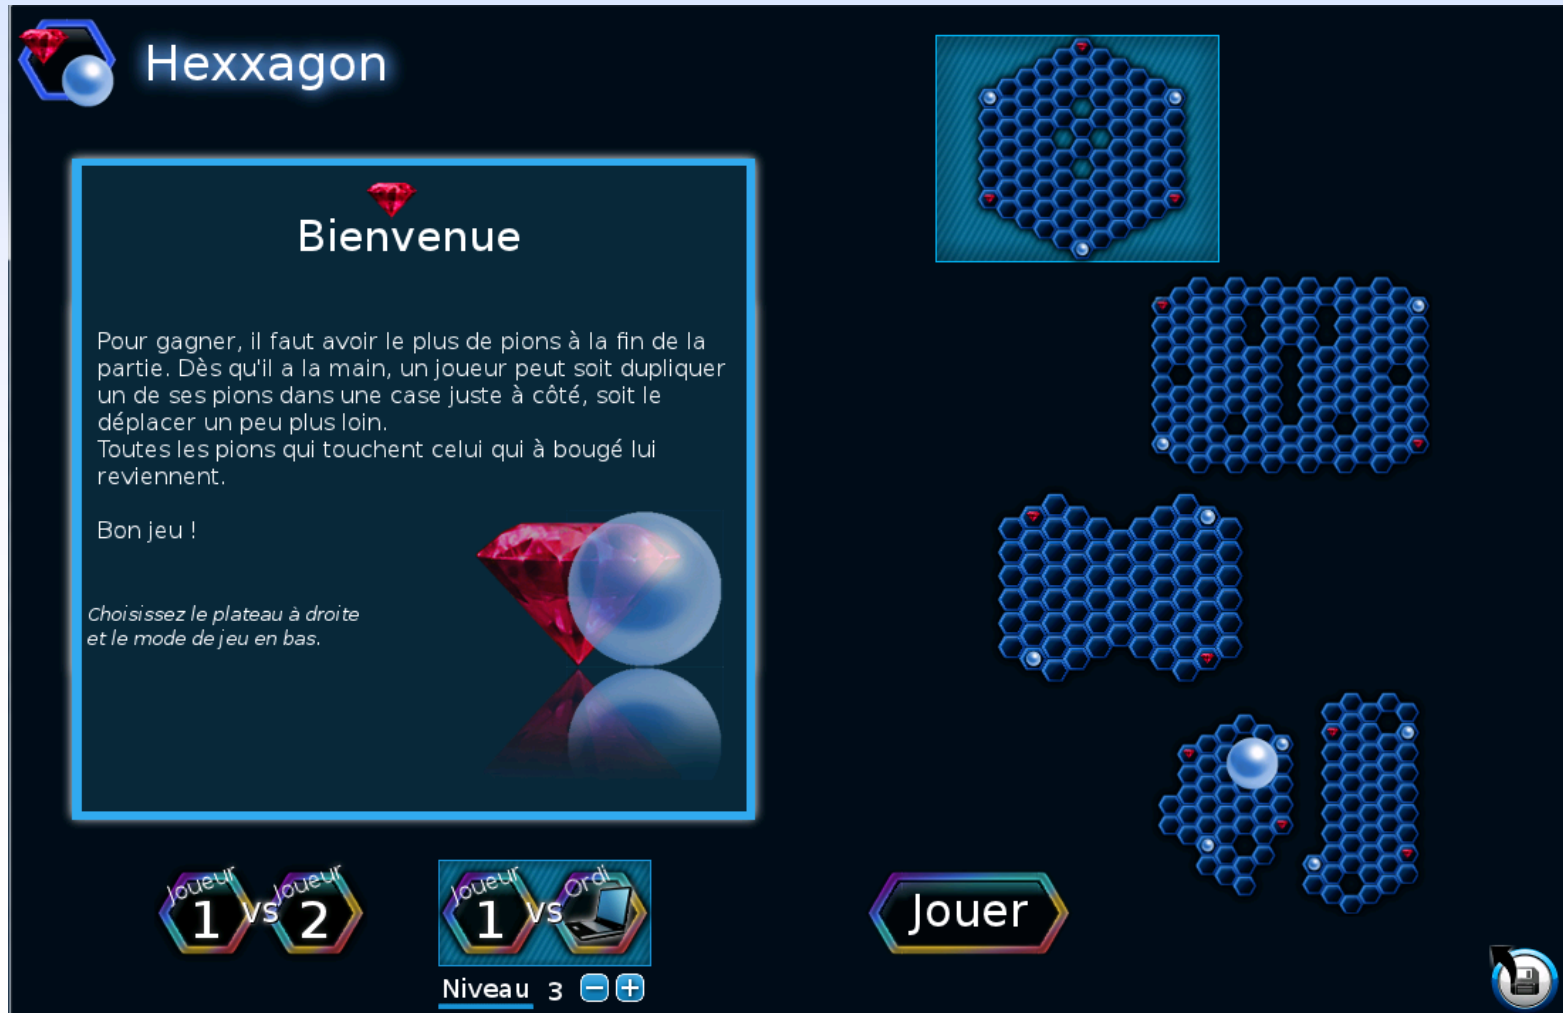 Hexxagon
Bienvenue
Pour gagner, il faut avoir le plus de pions à la fin de la
partie. Dès qu'il a la main, un joueur peut soit dupliquer
un de ses pions dans une case juste à côté, soit le
déplacer un peu plus loin.
Toutes les pions qui touchent celui qui à bougé lui
reviennent.
Bon jeu !
Choisissez le plateau à droite
et le mode de jeu en bas.
Joueur 1 vs Joueur 2
Joueur 1 vs Ordi
Jouer
Niveau 3 − +